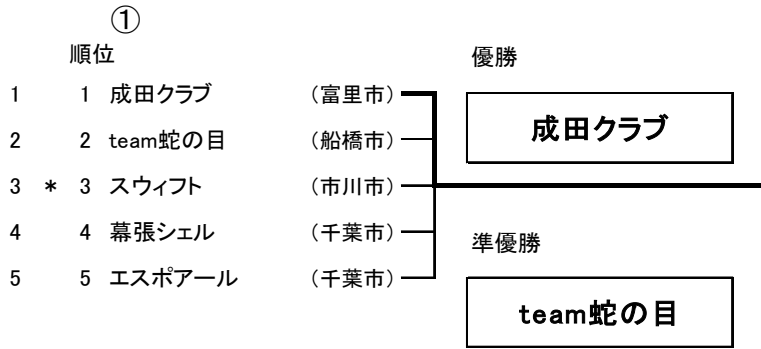 ①
順位
1 1 成田クラブ (富里市)
2 2 team蛇の目 (船橋市)
3 * 3 スウィフト (市川市)
4 4 幕張シェル (千葉市)
5 5 エスポアール (千葉市)
優勝
成田クラブ
準優勝
team蛇の目